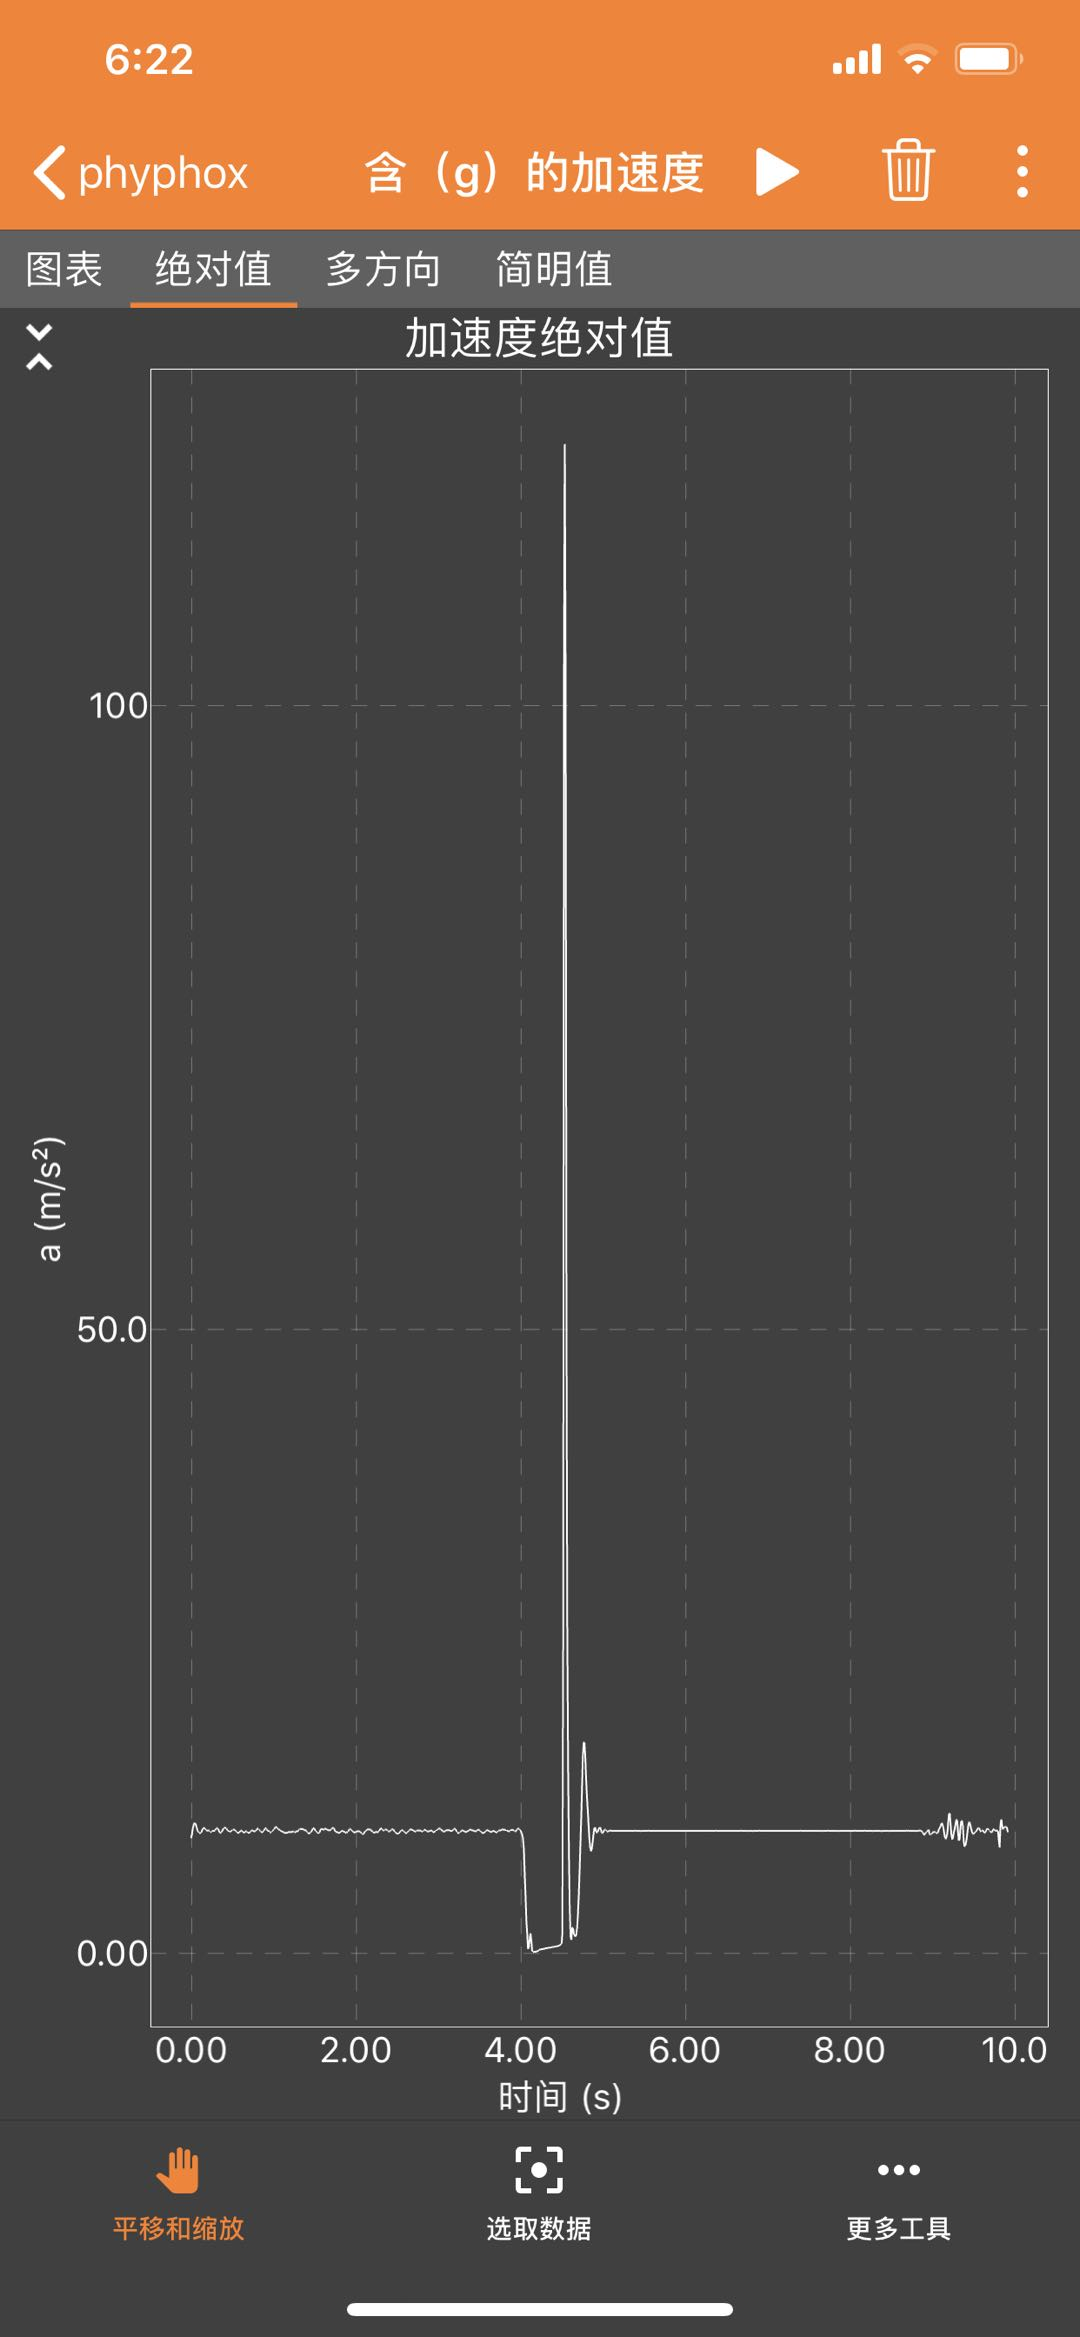 6:22
phyphox 含（g）的加速度
图表 绝对值 多方向 简明值
加速度绝对值
100
50.0
0.00
a (m/s²)
0.00 2.00 4.00 6.00 8.00 10.0
时间 (s)
平移和缩放 选取数据 更多工具